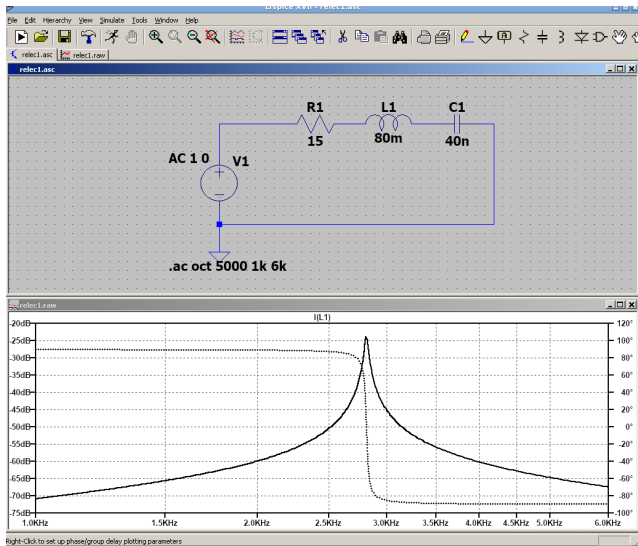 LTspice XVII - relec1.asc
File Edit Hierarchy View Simulate Tools Window Help
relec1.asc relec1.raw
relec1.asc
R1 L1 C1
15 80m 40n
AC 1 0 V1
.ac oct 5000 1k 6k
relec1.raw
I(L1)
-20dB 120°
-25dB 100°
-30dB 80°
-35dB 60°
-40dB 40°
-45dB 20°
-50dB 0°
-55dB -20°
-60dB -40°
-65dB -60°
-70dB -80°
-75dB -100°
1.0KHz 1.5KHz 2.0KHz 2.5KHz 3.0KHz 3.5KHz 4.0KHz 4.5KHz 5.0KHz 6.0KHz
Right-Click to set up phase/group delay plotting parameters